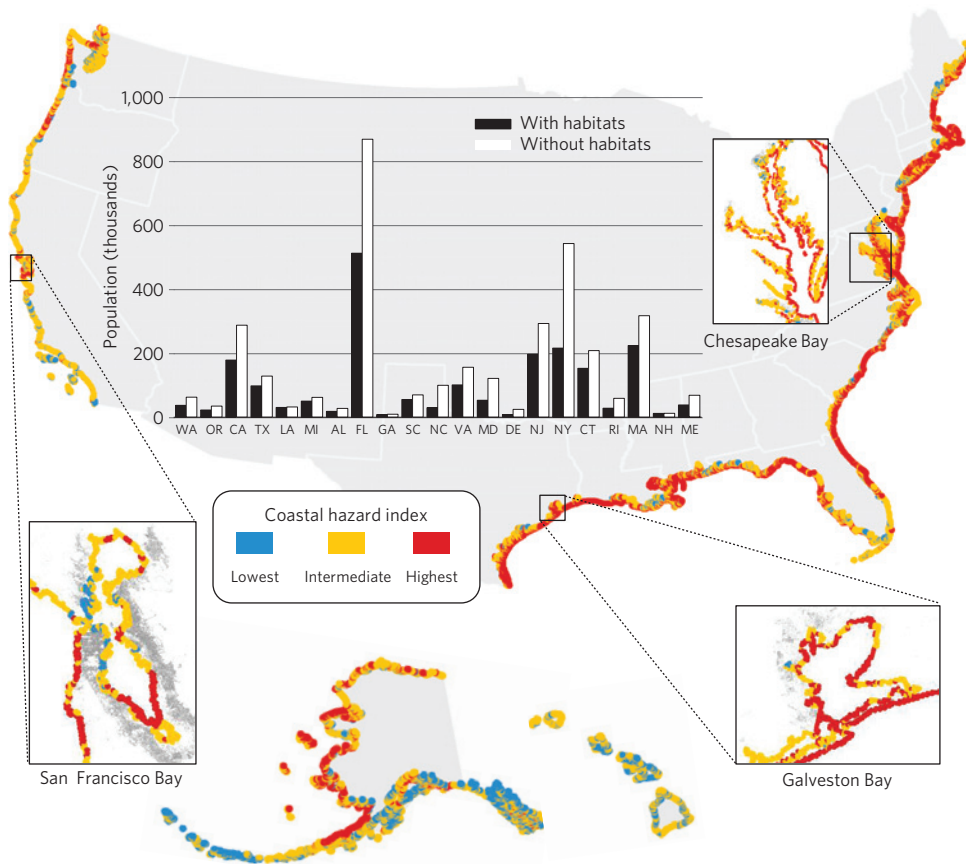 1,000
800
600
400
200
0
Population (thousands)
With habitats
Without habitats
WA OR CA TX LA MI AL FL GA SC NC VA MD DE NJ NY CT RI MA NH ME
Chesapeake Bay
Coastal hazard index
Lowest Intermediate Highest
San Francisco Bay
Galveston Bay